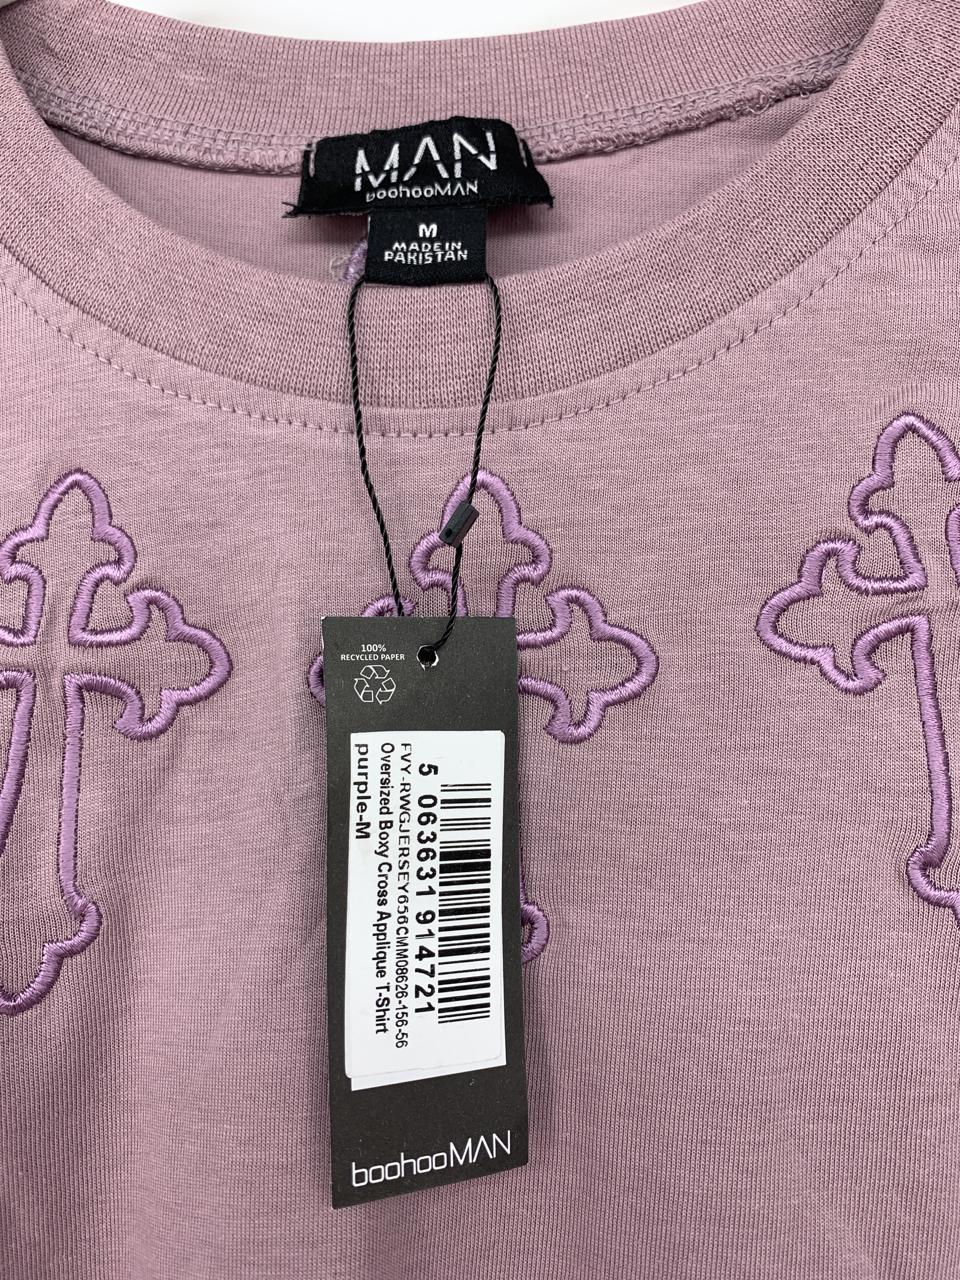 MAN
boohooMAN
M
MADE IN
PAKISTAN
100%
RECYCLED PAPER
5 063631 914721
FVY-RWGJERSEY656CMM08626-156-56
Oversized Boxy Cross Applique T-Shirt
purple-M
boohooMAN